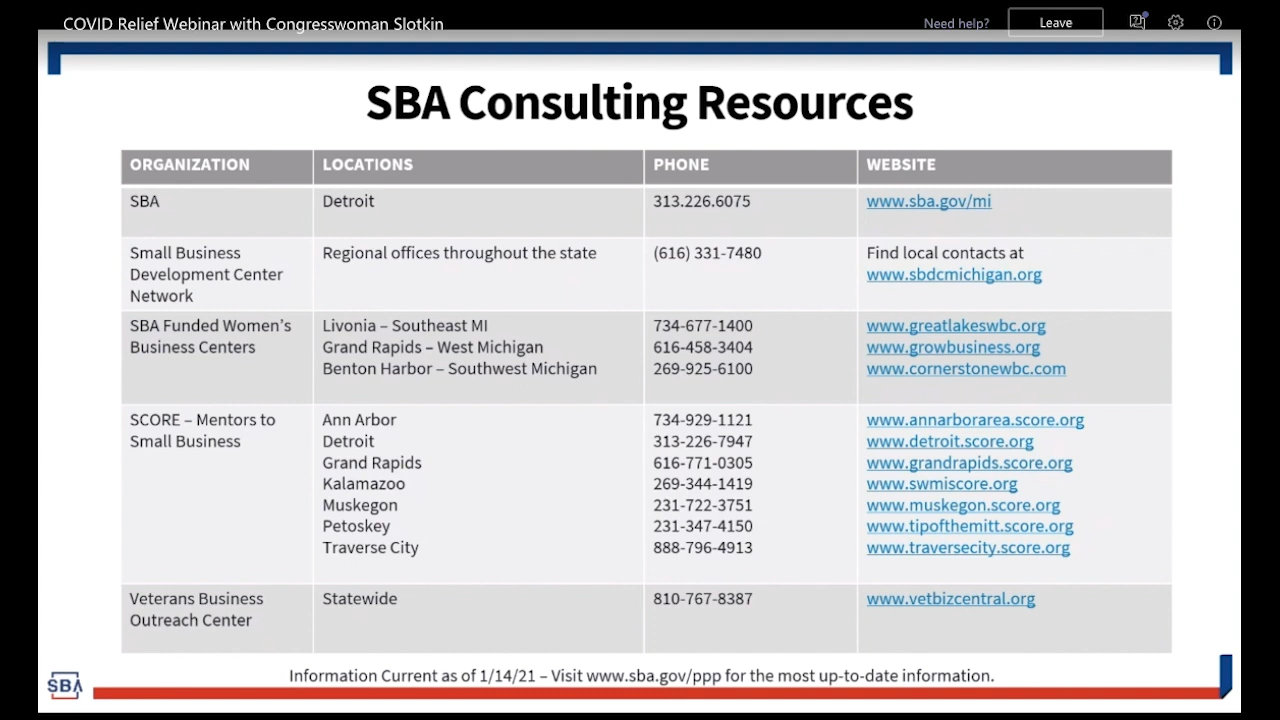 COVID Relief Webinar with Congresswoman Slotkin
Need help?
Leave
SBA Consulting Resources
ORGANIZATION LOCATIONS PHONE WEBSITE
SBA Detroit 313.226.6075 www.sba.gov/mi
Small Business Regional offices throughout the state (616) 331-7480 Find local contacts at
Development Center www.sbdcmichigan.org
Network
SBA Funded Women's Livonia – Southeast MI 734-677-1400 www.greatlakeswbc.org
Business Centers Grand Rapids – West Michigan 616-458-3404 www.growbusiness.org
Benton Harbor – Southwest Michigan 269-925-6100 www.cornerstonewbc.com
SCORE – Mentors to Ann Arbor 734-929-1121 www.annarborarea.score.org
Small Business Detroit 313-226-7947 www.detroit.score.org
Grand Rapids 616-771-0305 www.grandrapids.score.org
Kalamazoo 269-344-1419 www.swmiscore.org
Muskegon 231-722-3751 www.muskegon.score.org
Petoskey 231-347-4150 www.tipofthemitt.score.org
Traverse City 888-796-4913 www.traversecity.score.org
Veterans Business Statewide 810-767-8387 www.vetbizcentral.org
Outreach Center
Information Current as of 1/14/21 – Visit www.sba.gov/ppp for the most up-to-date information.
SBA